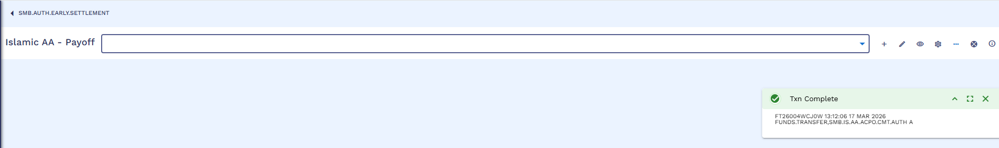 SMB.AUTH.EARLY.SETTLEMENT
Islamic AA - Payoff
Txn Complete
FT26004WCJ0W 13:12:06 17 MAR 2026
FUNDS.TRANSFER,SMB.IS.AA.ACPO.CMT.AUTH A